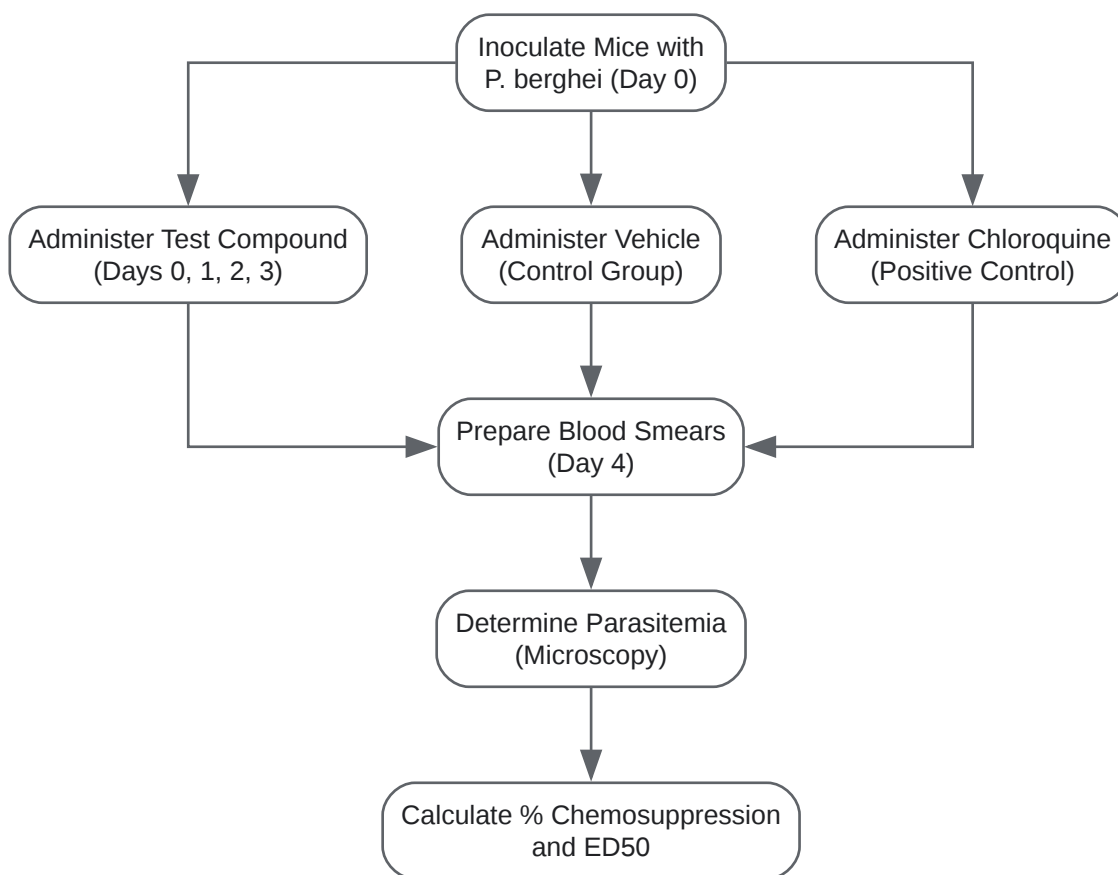 Inoculate Mice with
P. berghei (Day 0)
Administer Test Compound
(Days 0, 1, 2, 3)
Administer Vehicle
(Control Group)
Administer Chloroquine
(Positive Control)
Prepare Blood Smears
(Day 4)
Determine Parasitemia
(Microscopy)
Calculate % Chemosuppression
and ED50